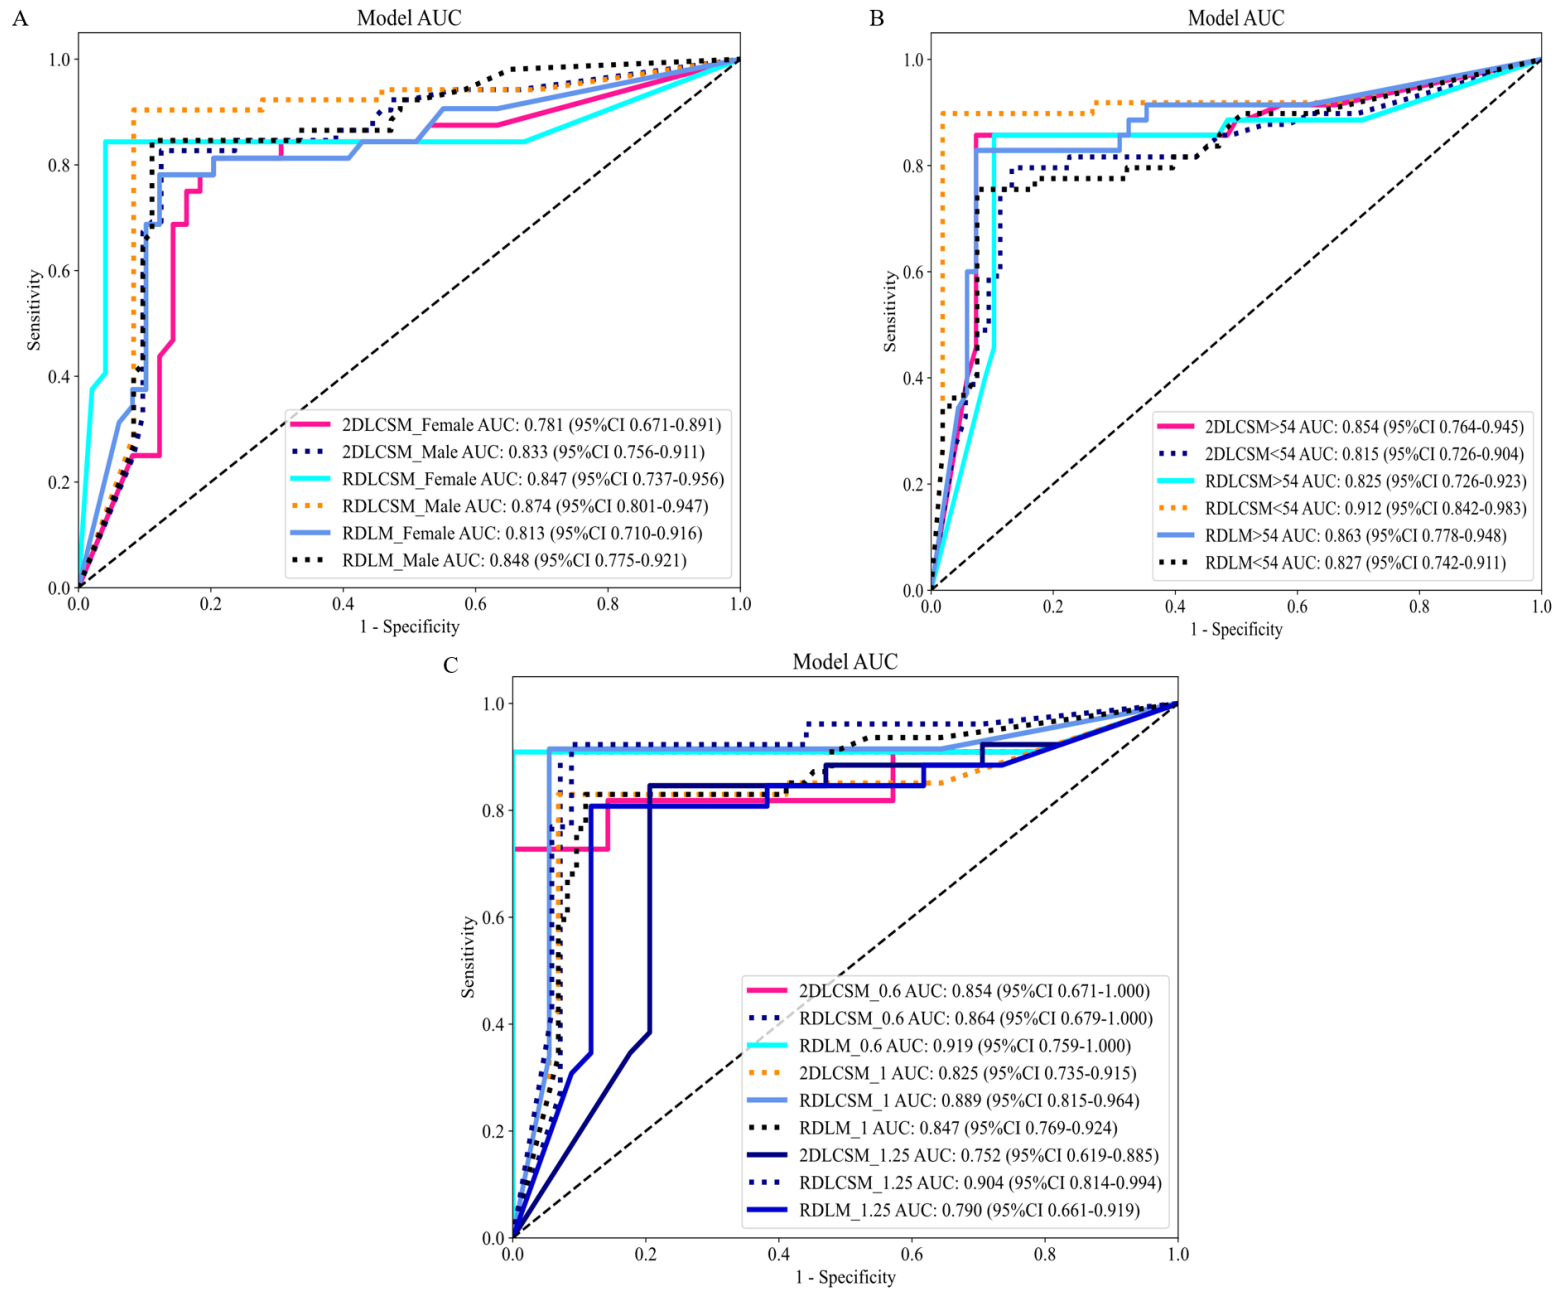 A
Model AUC
1.0
0.8
0.6
0.4
0.2
0.0
Sensitivity
2DLCSM_Female AUC: 0.781 (95%CI 0.671-0.891)
2DLCSM_Male AUC: 0.833 (95%CI 0.756-0.911)
RDLCSM_Female AUC: 0.847 (95%CI 0.737-0.956)
RDLCSM_Male AUC: 0.874 (95%CI 0.801-0.947)
RDLM_Female AUC: 0.813 (95%CI 0.710-0.916)
RDLM_Male AUC: 0.848 (95%CI 0.775-0.921)
0.0 0.2 0.4 0.6 0.8 1.0
1 - Specificity
B
Model AUC
1.0
0.8
0.6
0.4
0.2
0.0
Sensitivity
2DLCSM>54 AUC: 0.854 (95%CI 0.764-0.945)
2DLCSM<54 AUC: 0.815 (95%CI 0.726-0.904)
RDLCSM>54 AUC: 0.825 (95%CI 0.726-0.923)
RDLCSM<54 AUC: 0.912 (95%CI 0.842-0.983)
RDLM>54 AUC: 0.863 (95%CI 0.778-0.948)
RDLM<54 AUC: 0.827 (95%CI 0.742-0.911)
0.0 0.2 0.4 0.6 0.8 1.0
1 - Specificity
C
Model AUC
1.0
0.8
0.6
0.4
0.2
0.0
Sensitivity
2DLCSM_0.6 AUC: 0.854 (95%CI 0.671-1.000)
RDLCSM_0.6 AUC: 0.864 (95%CI 0.679-1.000)
RDLM_0.6 AUC: 0.919 (95%CI 0.759-1.000)
2DLCSM_1 AUC: 0.825 (95%CI 0.735-0.915)
RDLCSM_1 AUC: 0.889 (95%CI 0.815-0.964)
RDLM_1 AUC: 0.847 (95%CI 0.769-0.924)
2DLCSM_1.25 AUC: 0.752 (95%CI 0.619-0.885)
RDLCSM_1.25 AUC: 0.904 (95%CI 0.814-0.994)
RDLM_1.25 AUC: 0.790 (95%CI 0.661-0.919)
0.0 0.2 0.4 0.6 0.8 1.0
1 - Specificity